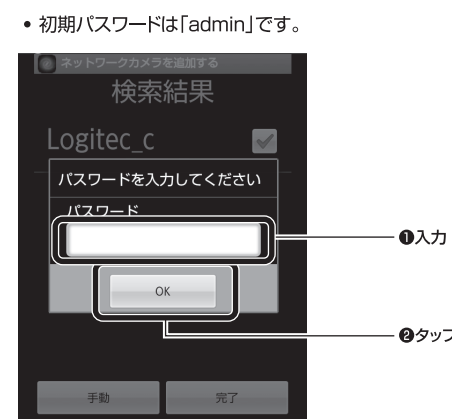 • 初期パスワードは「admin」です。
ネットワークカメラを追加する
検索結果
Logitec_c
パスワードを入力してください
パスワード
❶入力
OK
❷タップ
手動
完了